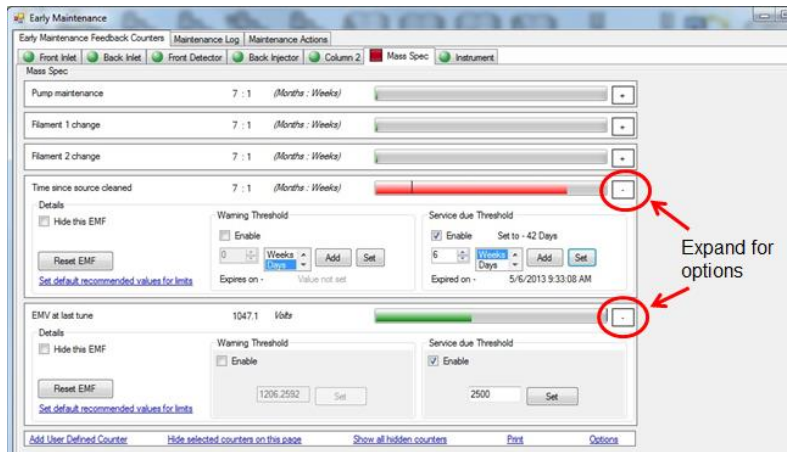 Early Maintenance
Early Maintenance Feedback Counters Maintenance Log Maintenance Actions
Front Inlet Back Inlet Front Detector Back Injector Column 2 Mass Spec Instrument
Mass Spec
Pump maintenance 7 : 1 (Months : Weeks) +
Filament 1 change 7 : 1 (Months : Weeks) +
Filament 2 change 7 : 1 (Months : Weeks) +
Time since source cleaned 7 : 1 (Months : Weeks) -
Details Warning Threshold Service due Threshold
Hide this EMF Enable Enable Set to - 42 Days
Reset EMF 0 Weeks Days Add Set 6 Weeks Days Add Set
Set default recommended values for limits Expires on - Value not set Expired on - 5/6/2013 9:33:08 AM
Expand for
options
EMV at last tune 1047.1 Volts -
Details Warning Threshold Service due Threshold
Hide this EMF Enable Enable
Reset EMF 1206.2592 Set 2500 Set
Set default recommended values for limits
Add User Defined Counter Hide selected counters on this page Show all hidden counters Print Options